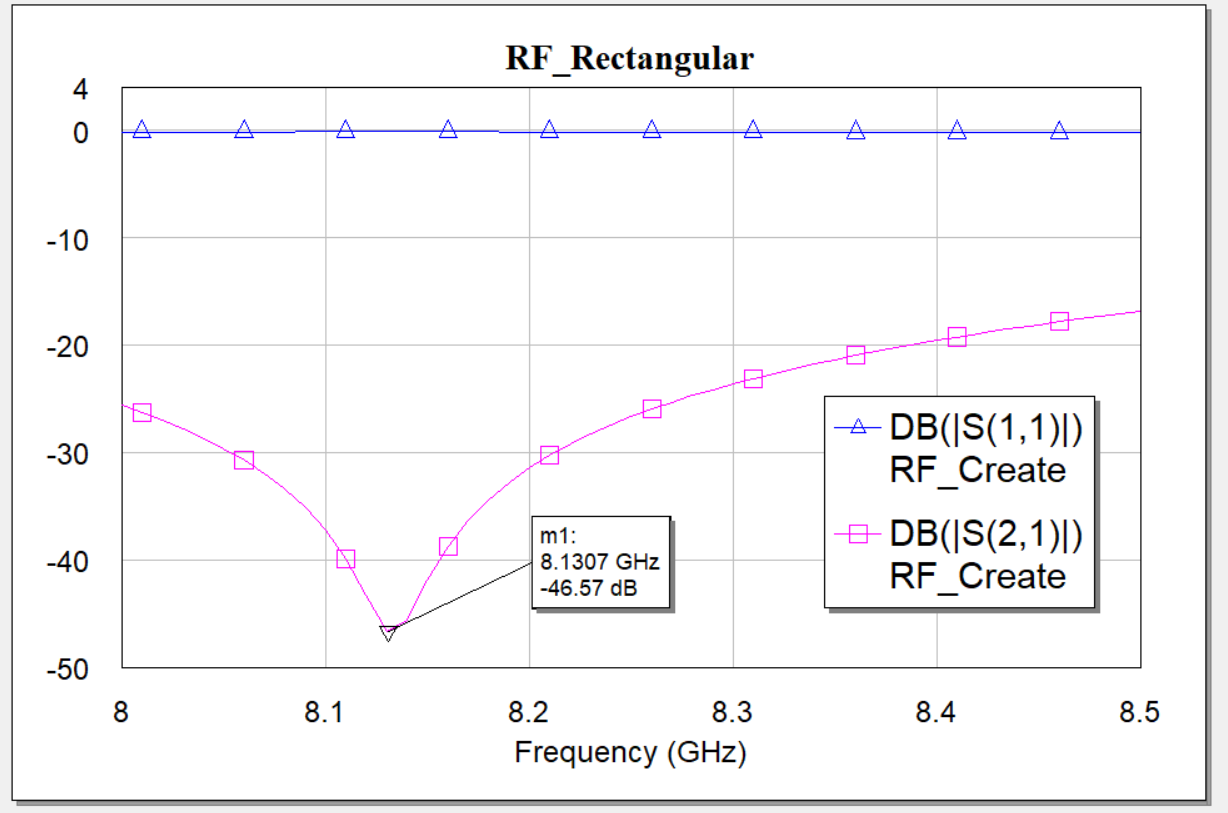 RF_Rectangular
4
0
-10
-20
-30
-40
-50
m1:
8.1307 GHz
-46.57 dB
DB(|S(1,1)|)
RF_Create
DB(|S(2,1)|)
RF_Create
8 8.1 8.2 8.3 8.4 8.5
Frequency (GHz)